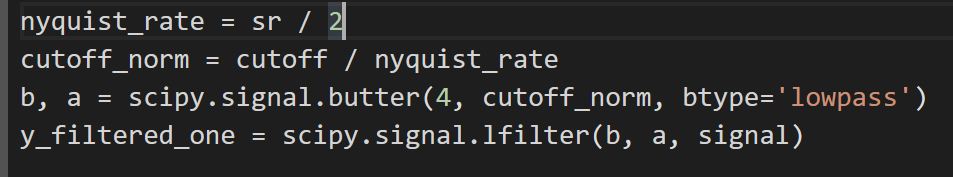 nyquist_rate = sr / 2
cutoff_norm = cutoff / nyquist_rate
b, a = scipy.signal.butter(4, cutoff_norm, btype='lowpass')
y_filtered_one = scipy.signal.lfilter(b, a, signal)